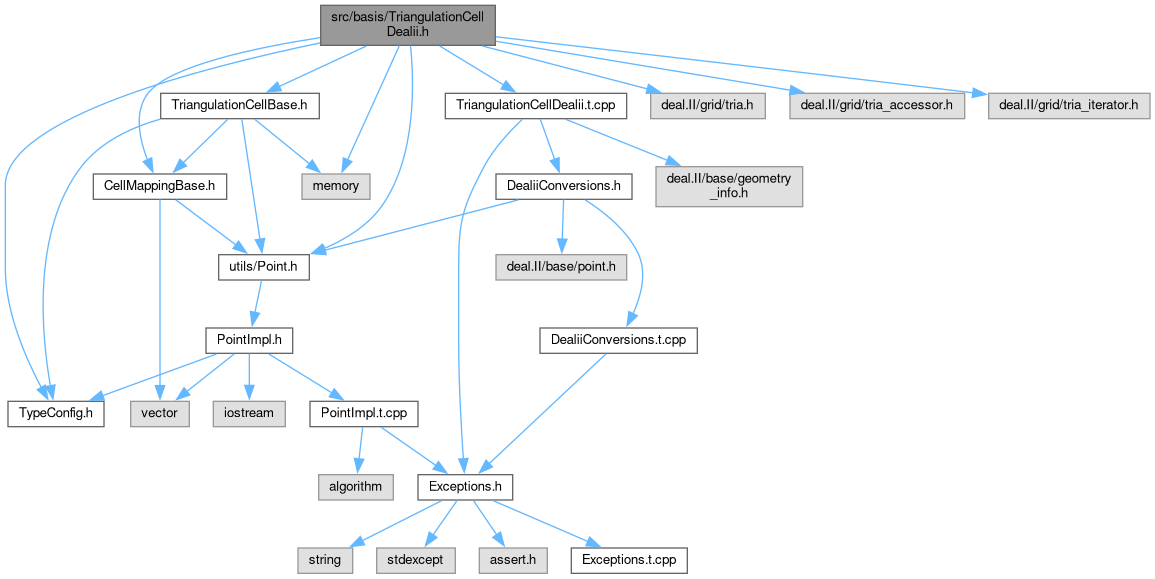 src/basis/TriangulationCell
Dealii.h
TriangulationCellBase.h
TriangulationCellDealii.t.cpp
deal.II/grid/tria.h
deal.II/grid/tria_accessor.h
deal.II/grid/tria_iterator.h
CellMappingBase.h
memory
DealiiConversions.h
deal.II/base/geometry
_info.h
utils/Point.h
deal.II/base/point.h
PointImpl.h
DealiiConversions.t.cpp
TypeConfig.h
vector
iostream
PointImpl.t.cpp
algorithm
Exceptions.h
string
stdexcept
assert.h
Exceptions.t.cpp